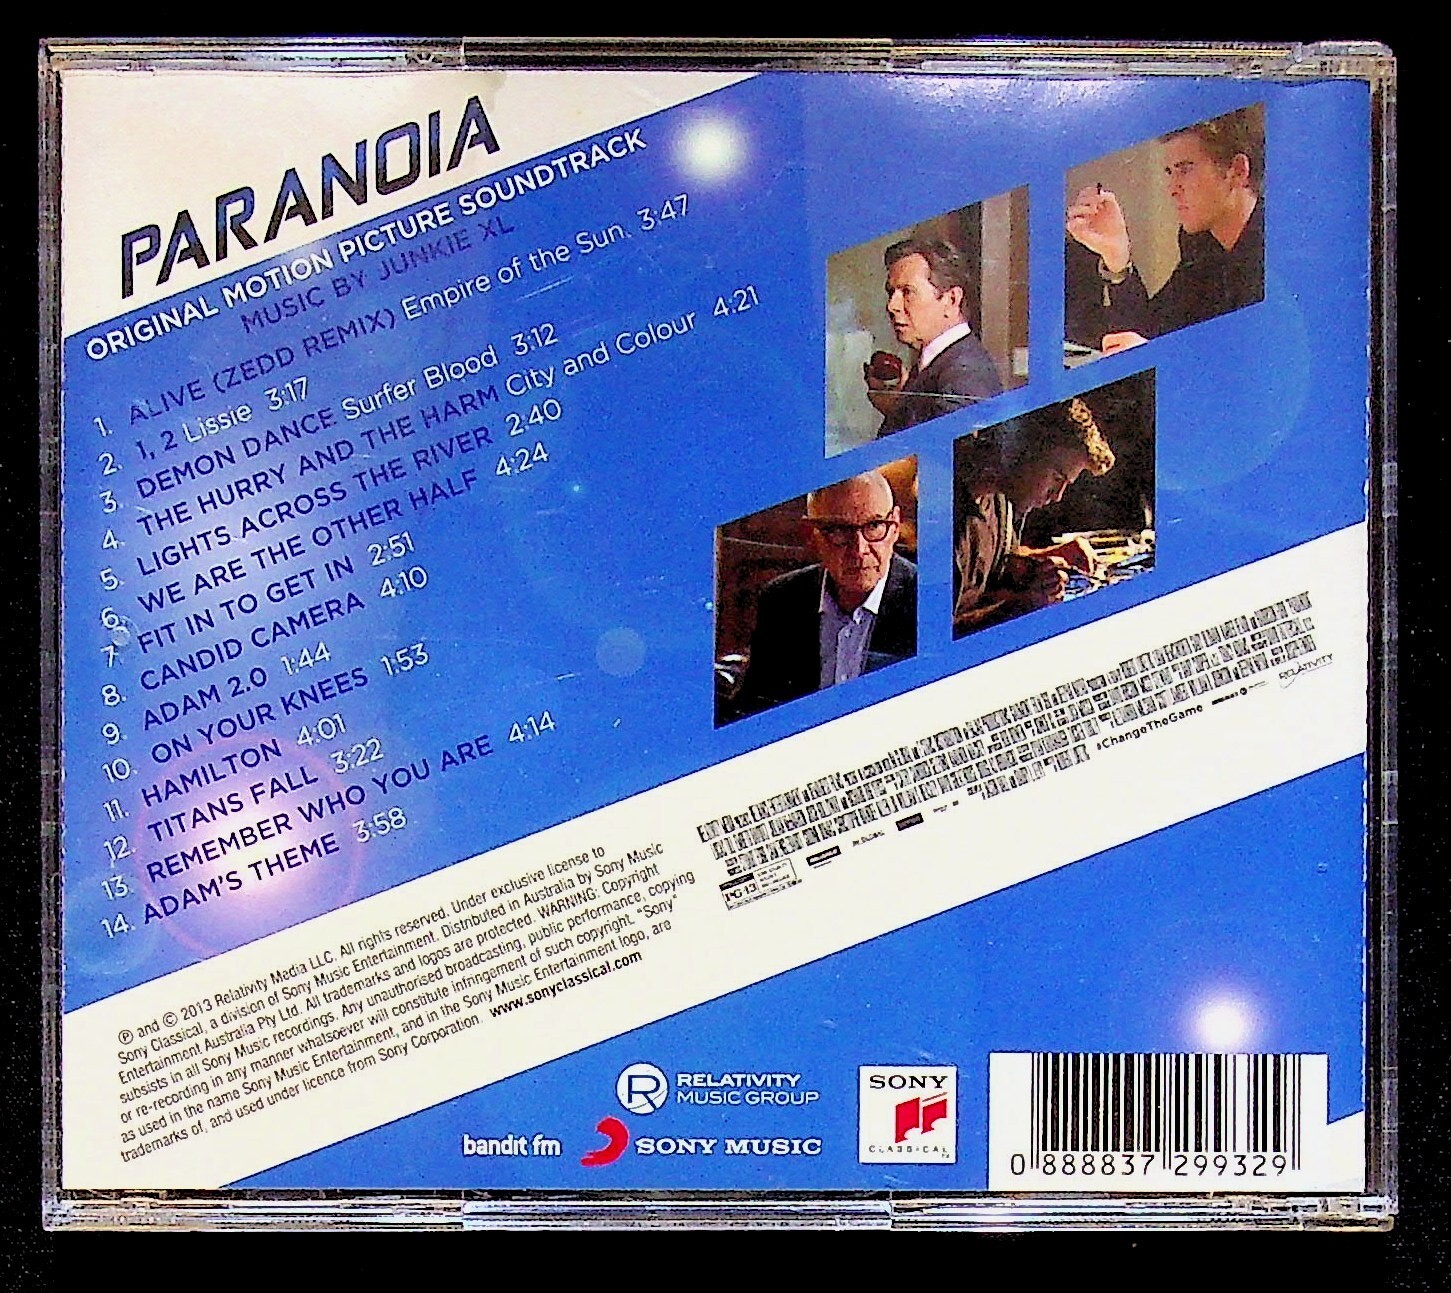 PARANOIA
ORIGINAL MOTION PICTURE SOUNDTRACK
MUSIC BY JUNKIE XL
1. ALIVE (ZEDD REMIX) Empire of the Sun 3:47
2. 1, 2 Lissie 3:17
3. DEMON DANCE Surfer Blood 3:12
4. THE HURRY AND THE HARM City and Colour 4:21
5. LIGHTS ACROSS THE RIVER 2:40
6. WE ARE THE OTHER HALF 4:24
7. FIT IN TO GET IN 2:51
8. CANDID CAMERA 4:10
9. ADAM 2.0 1:44
10. ON YOUR KNEES 1:53
11. HAMILTON 4:01
12. TITANS FALL 3:22
13. REMEMBER WHO YOU ARE 4:14
14. ADAM'S THEME 3:58
℗ and © 2013 Relativity Media LLC. All rights reserved. Under exclusive license to
Sony Classical, a division of Sony Music Entertainment. Distributed in Australia by Sony Music
Entertainment Australia Pty Ltd. All trademarks and logos are protected. WARNING: Copyright
subsists in all Sony Music recordings. Any unauthorised broadcasting, public performance, copying
or re-recording in any manner whatsoever will constitute infringement of such copyright. "Sony"
as used in the name Sony Music Entertainment, and in the Sony Music Entertainment logo, are
trademarks of, and used under licence from Sony Corporation. www.sonyclassical.com
PG-13
#ChangeTheGame
RELATIVITY
R RELATIVITY
MUSIC GROUP
bandit fm
SONY MUSIC
SONY
CLASSICAL
0 888837 299329